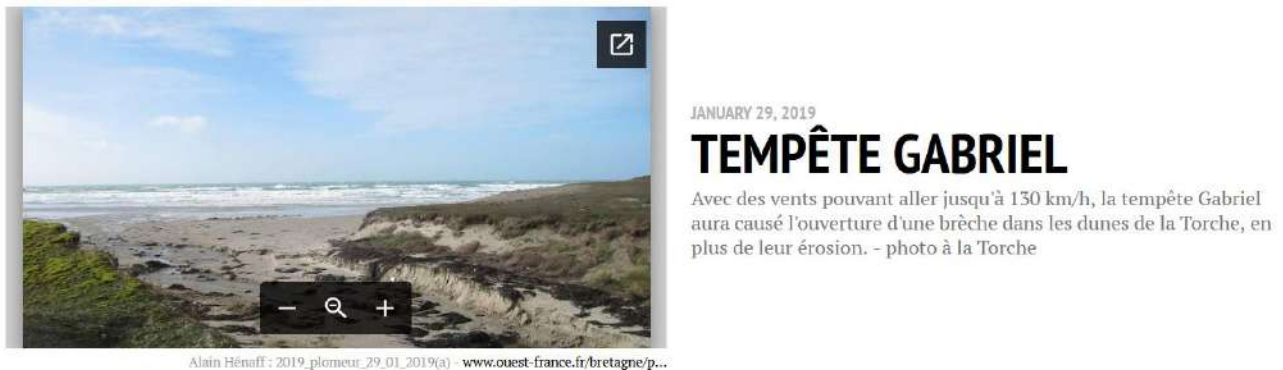 JANUARY 29, 2019
TEMPÊTE GABRIEL
Avec des vents pouvant aller jusqu'à 130 km/h, la tempête Gabriel
aura causé l'ouverture d'une brèche dans les dunes de la Torche, en
plus de leur érosion. - photo à la Torche
Alain Hénaff : 2019_plomeur_29_01_2019(a) - www.ouest-france.fr/bretagne/p...